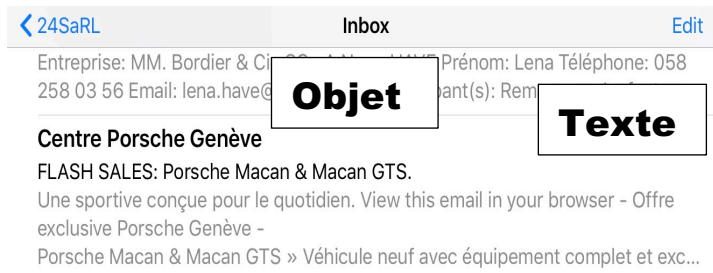 24SaRL Inbox Edit
Entreprise: MM. Bordier & Prénom: Lena Téléphone: 058
258 03 56 Email: lena.have@
Objet
Texte
Centre Porsche Genève
FLASH SALES: Porsche Macan & Macan GTS.
Une sportive conçue pour le quotidien. View this email in your browser - Offre
exclusive Porsche Genève -
Porsche Macan & Macan GTS » Véhicule neuf avec équipement complet et exc...